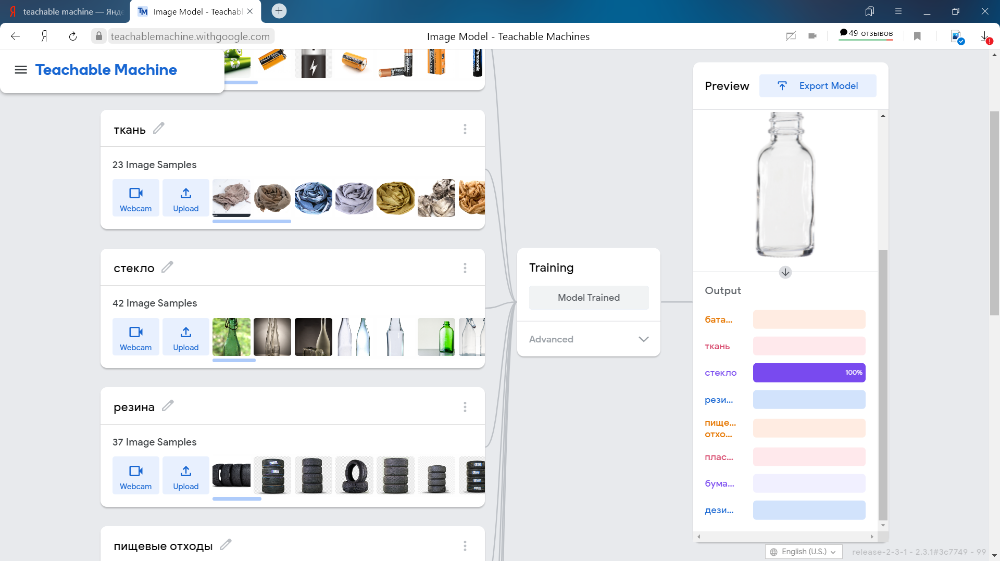 teachable machine — Янде
Image Model - Teachabl
teachablemachine.withgoogle.com
Image Model - Teachable Machines
49 отзывов
Teachable Machine
Panasonic
ткань
23 Image Samples
Webcam
Upload
стекло
42 Image Samples
Webcam
Upload
резина
37 Image Samples
Webcam
Upload
пищевые отходы
Training
Model Trained
Advanced
Preview
Export Model
Output
бата...
ткань
стекло
100%
рези...
пище...
отхо...
плас...
бума...
дези...
English (U.S.)
release-2-3-1 - 2.3.1#3c7749 - 99